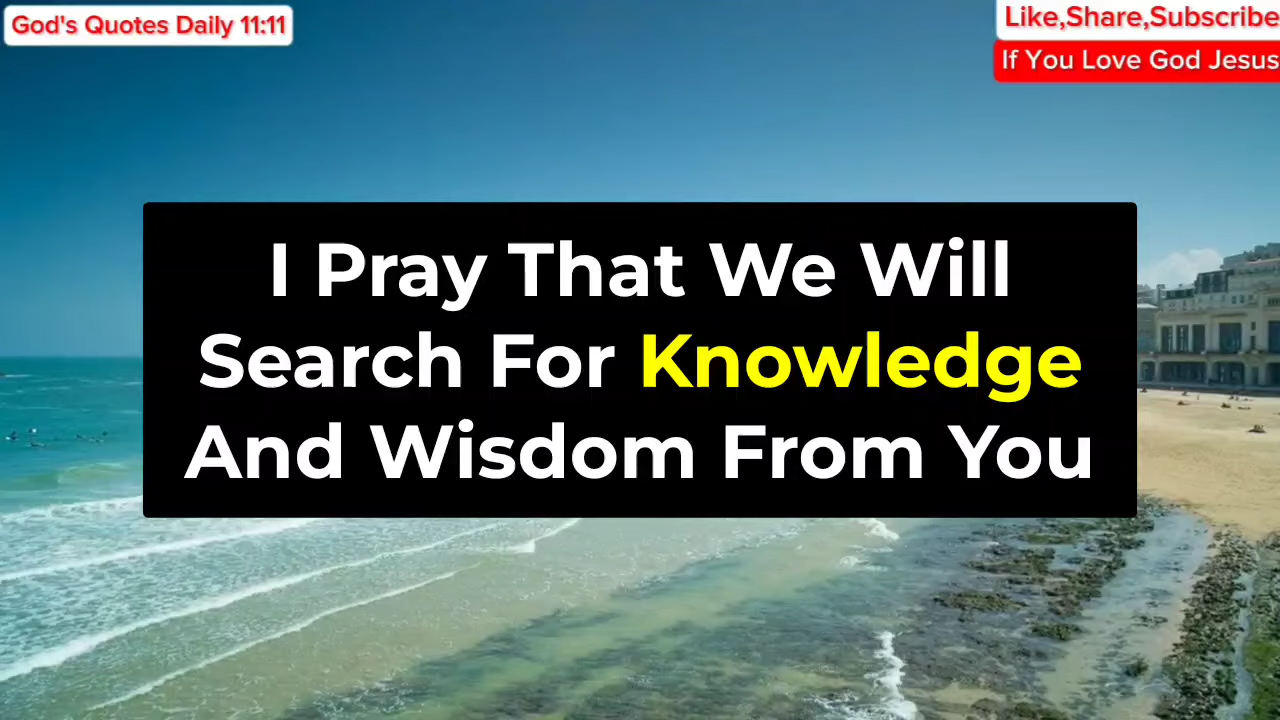 God's Quotes Daily 11:11
Like,Share,Subscribe
If You Love God Jesus
I Pray That We Will
Search For Knowledge
And Wisdom From You